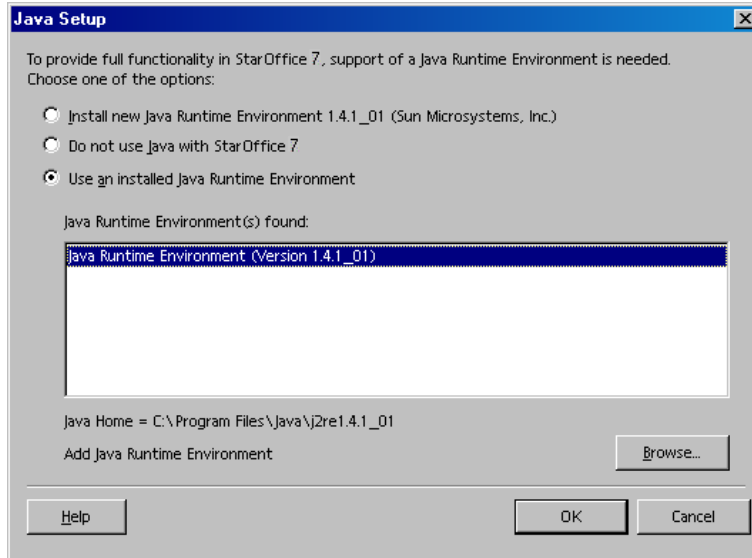 Java Setup
To provide full functionality in StarOffice 7, support of a Java Runtime Environment is needed.
Choose one of the options:
Install new Java Runtime Environment 1.4.1_01 (Sun Microsystems, Inc.)
Do not use Java with StarOffice 7
Use an installed Java Runtime Environment
Java Runtime Environment(s) found:
Java Runtime Environment (Version 1.4.1_01)
Java Home = C:\Program Files\Java\j2re1.4.1_01
Add Java Runtime Environment
Browse...
Help
OK
Cancel